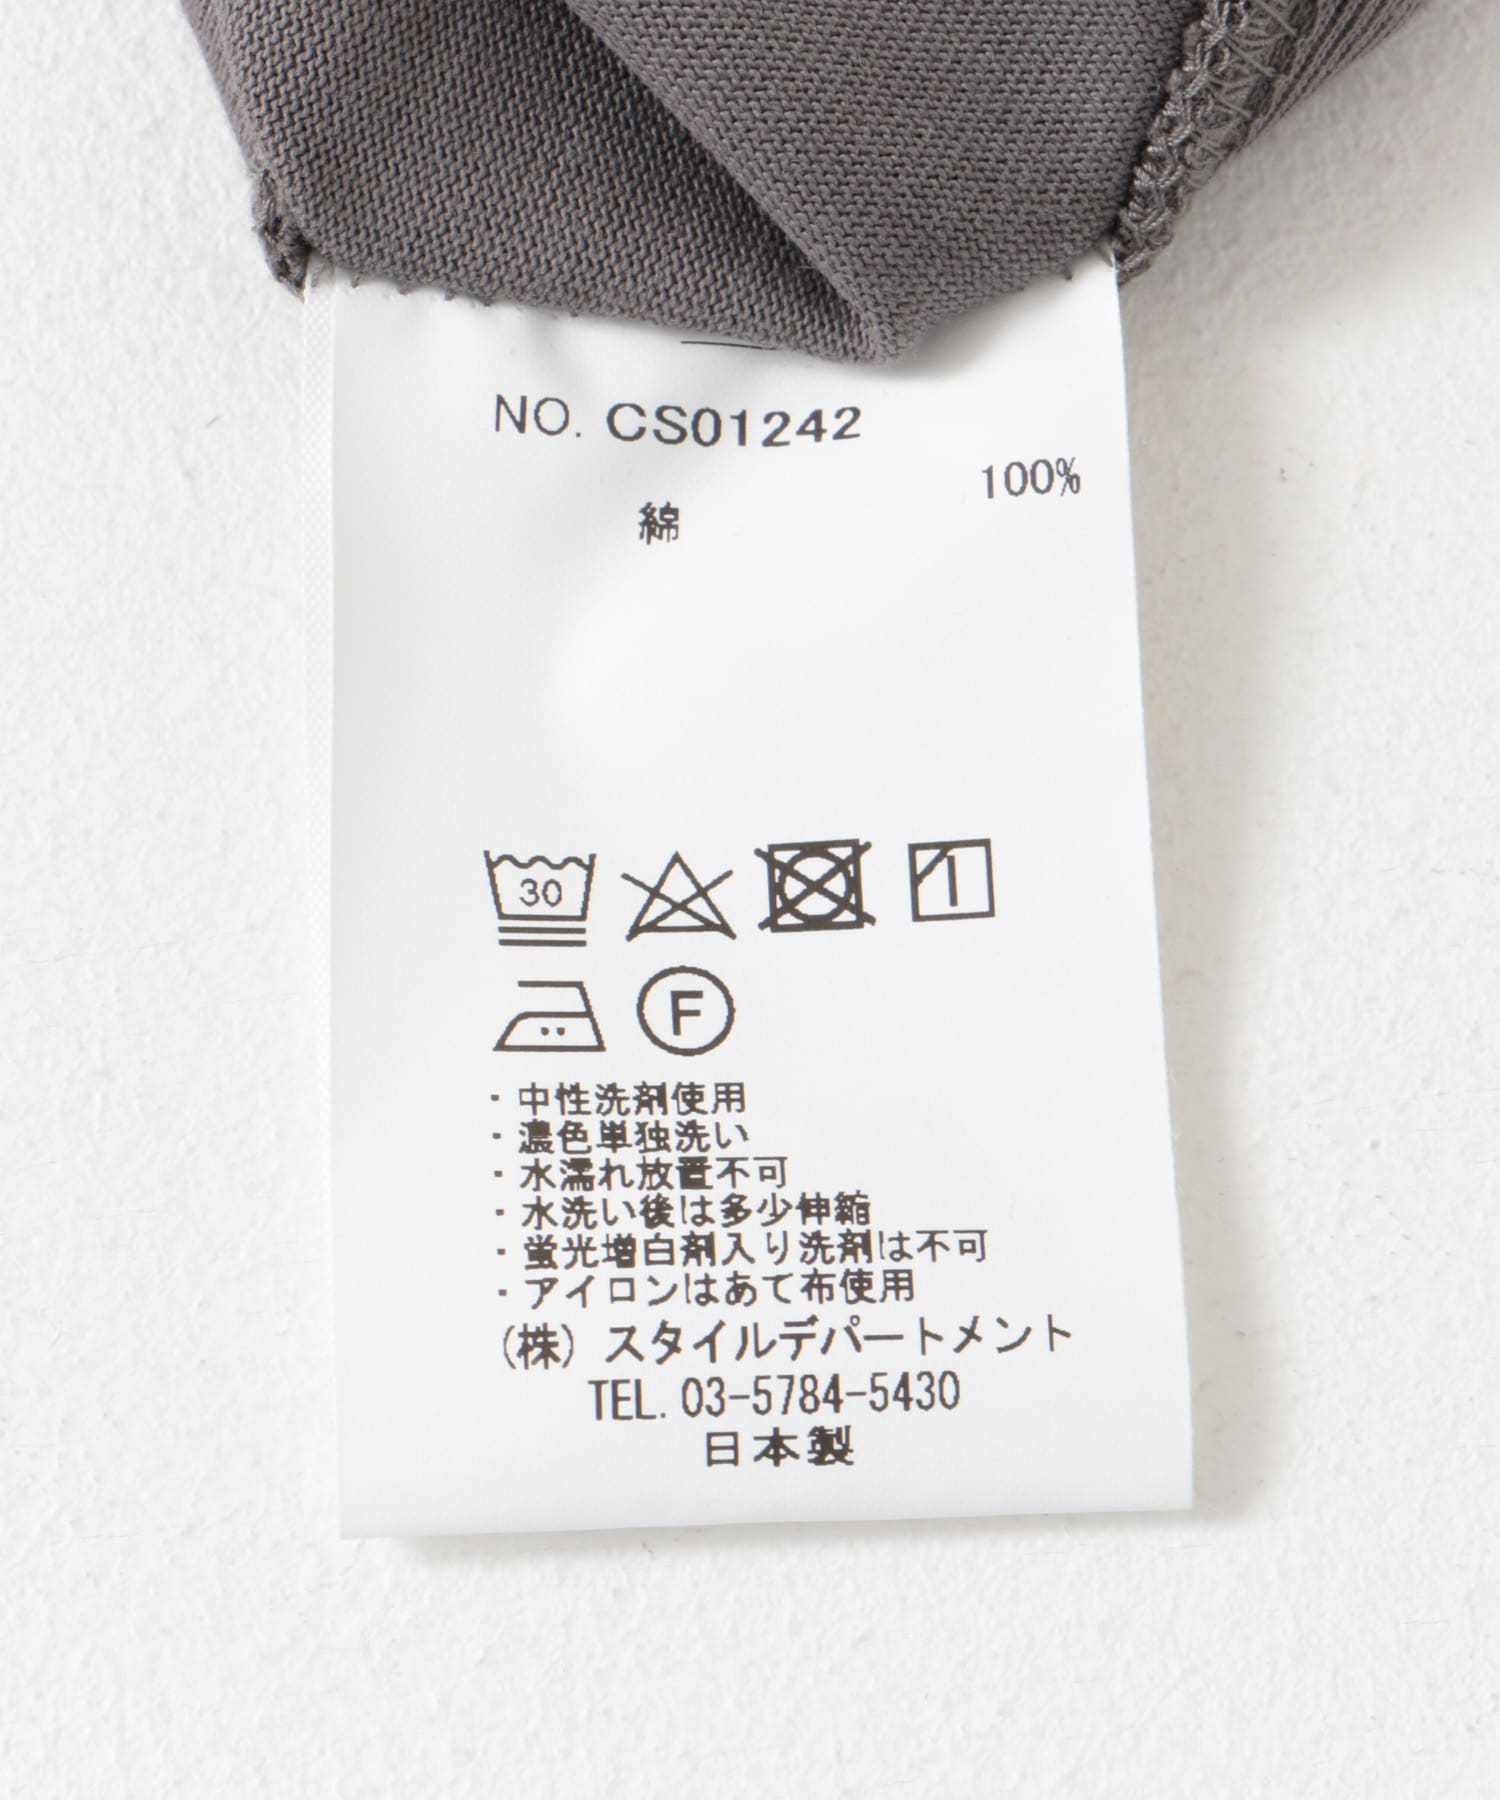 NO. CS01242
100%
綿
30
F
・中性洗剤使用
・濃色単独洗い
・水濡れ放置不可
・水洗い後は多少伸縮
・蛍光増白剤入り洗剤は不可
・アイロンはあて布使用
(株) スタイルデパートメント
TEL. 03-5784-5430
日本製